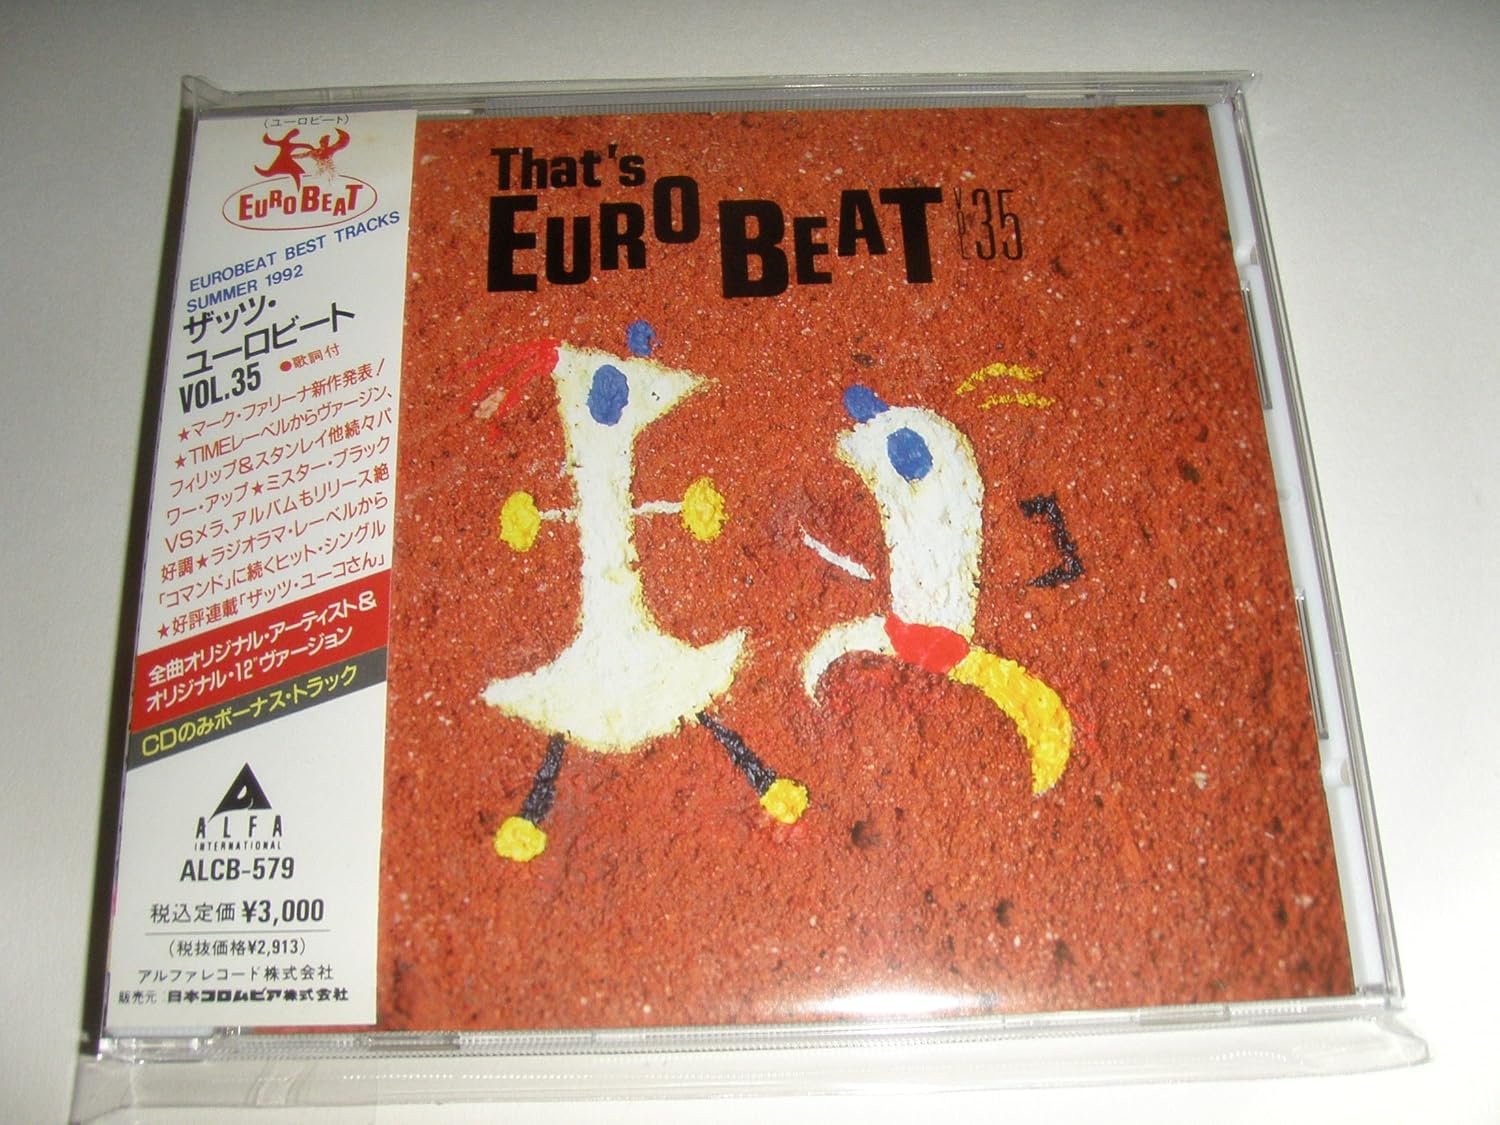 (ユーロビート)
EUROBEAT
EUROBEAT BEST TRACKS
SUMMER 1992
ザッツ・
ユーロビート
VOL.35 ●歌詞付
★マーク・ファリーナ新作発表!
★TIMEレーベルからヴァージン、
フィリップ&スタンレイ他続々パ
ワー・アップ★ミスター・ブラック
VSメラ、アルバムもリリース絶
好調★ラジオラマ・レーベルから
「コマンド」に続くヒット・シングル
★好評連載「ザッツ・ユーコさん」
全曲オリジナル・アーティスト&
オリジナル・12"ヴァージョン
CDのみボーナス・トラック
ALFA
INTERNATIONAL
ALCB-579
税込定価¥3,000
(税抜価格¥2,913)
アルファレコード株式会社
販売元:日本コロムビア株式会社
That's
EURO BEAT VOL 35